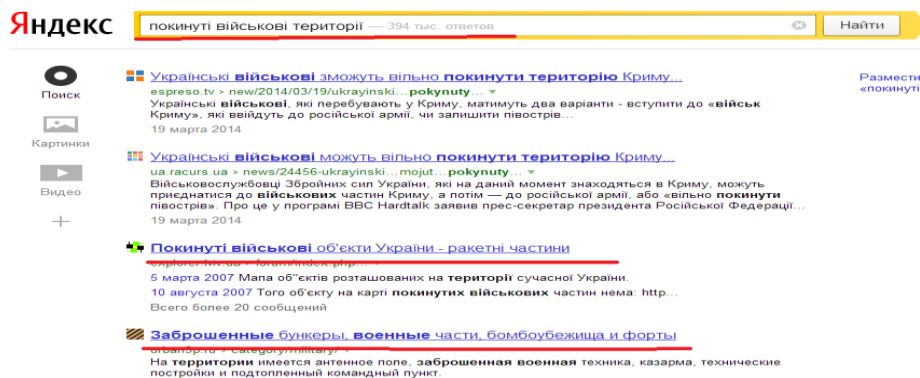 Яндекс
покинуті військові території — 394 тыс. ответов
Найти
Поиск
Картинки
Видео
Українські військові зможуть вільно покинути територію Криму...
espreso.tv › new/2014/03/19/ukrayinski...pokynuty...
Українські військові, які перебувають у Криму, матимуть два варіанти - вступити до «військ
Криму», які ввійдуть до російської армії, чи залишити півострів...
19 марта 2014
Размести
«покинуті
Українські військові можуть вільно покинути територію Криму...
ua.racurs.ua › news/24456-ukrayinski...mojut...pokynuty...
Військовослужбовці Збройних сил України, які на даний момент знаходяться в Криму, можуть
приєднатися до військових частин Криму, а потім — до російської армії, або «вільно покинути
півострів». Про це у програмі BBC Hardtalk заявив прес-секретар президента Російської Федерації...
19 марта 2014
Покинуті військові об'єкти України - ракетні частини
5 марта 2007 Мапа об"єктів розташованих на території сучасної України.
10 августа 2007 Того об'єкту на карті покинутих військових частин нема: http...
Всего более 20 сообщений
Заброшенные бункеры, военные части, бомбоубежища и форты
На территории имеется антенное поле, заброшенная военная техника, казарма, технические
постройки и подтопленный командный пункт.